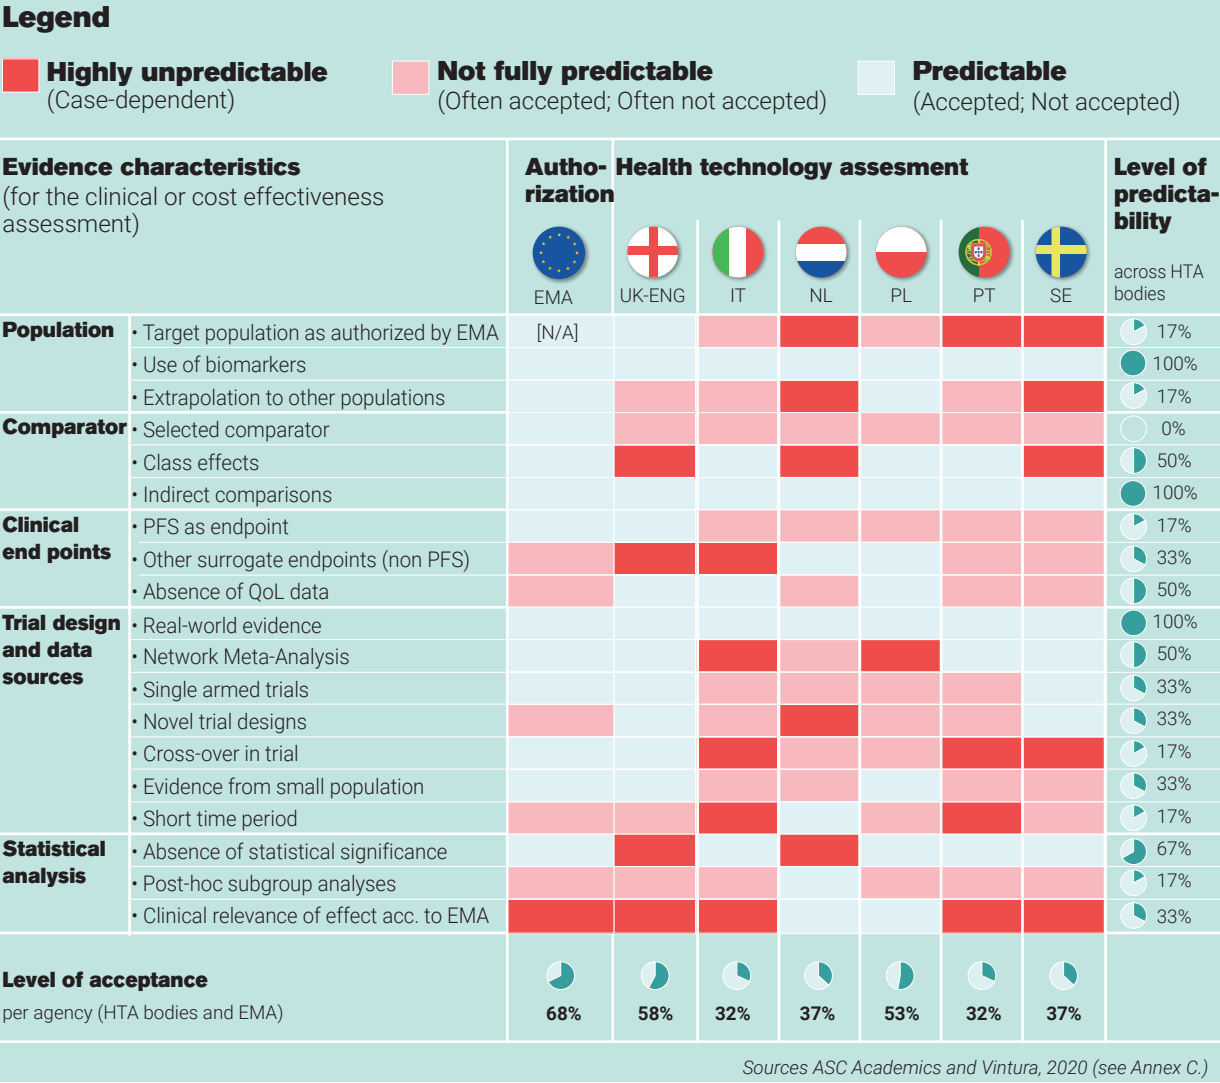 Legend
Highly unpredictable
(Case-dependent)
Not fully predictable
(Often accepted; Often not accepted)
Predictable
(Accepted; Not accepted)
Evidence characteristics
(for the clinical or cost effectiveness
assessment)
Autho-
rization
Health technology assesment
Level of
predicta-
bility
across HTA
bodies
EMA
UK-ENG
IT
NL
PL
PT
SE
Population
• Target population as authorized by EMA
[N/A]
17%
• Use of biomarkers
100%
• Extrapolation to other populations
17%
Comparator
• Selected comparator
0%
• Class effects
50%
• Indirect comparisons
100%
Clinical
end points
• PFS as endpoint
17%
• Other surrogate endpoints (non PFS)
33%
• Absence of QoL data
50%
Trial design
and data
sources
• Real-world evidence
100%
• Network Meta-Analysis
50%
• Single armed trials
33%
• Novel trial designs
33%
• Cross-over in trial
17%
• Evidence from small population
33%
• Short time period
17%
Statistical
analysis
• Absence of statistical significance
67%
• Post-hoc subgroup analyses
17%
• Clinical relevance of effect acc. to EMA
33%
Level of acceptance
per agency (HTA bodies and EMA)
68%
58%
32%
37%
53%
32%
37%
Sources ASC Academics and Vintura, 2020 (see Annex C.)